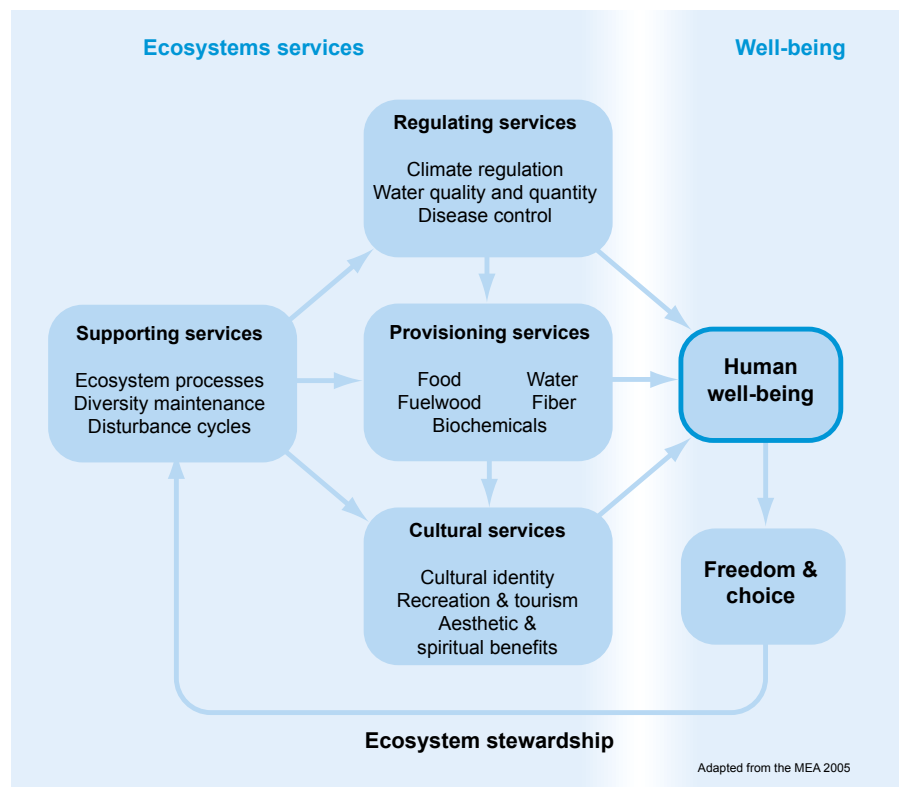 Ecosystems services
Well-being
Regulating services
Climate regulation
Water quality and quantity
Disease control
Supporting services
Ecosystem processes
Diversity maintenance
Disturbance cycles
Provisioning services
Food Water
Fuelwood Fiber
Biochemicals
Human
well-being
Cultural services
Cultural identity
Recreation & tourism
Aesthetic &
spiritual benefits
Freedom &
choice
Ecosystem stewardship
Adapted from the MEA 2005